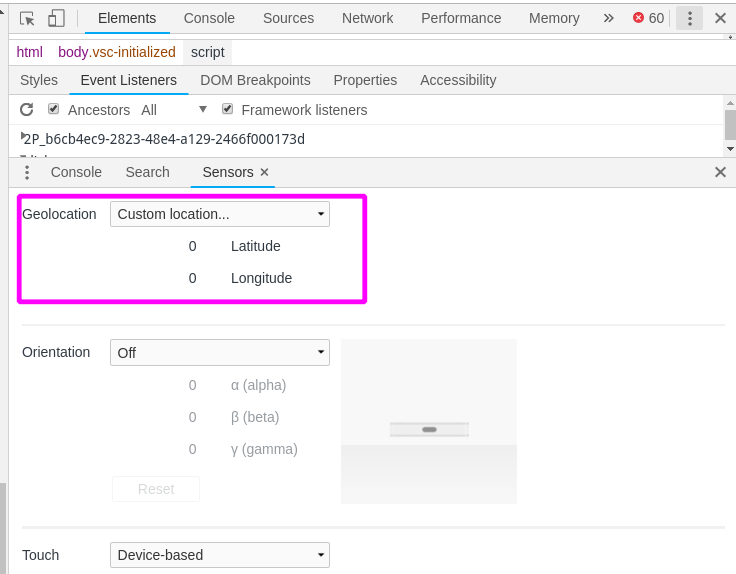 Elements Console Sources Network Performance Memory » 60
html body.vsc-initialized script
Styles Event Listeners DOM Breakpoints Properties Accessibility
Ancestors All Framework listeners
2P_b6cb4ec9-2823-48e4-a129-2466f000173d
Console Search Sensors ×
Geolocation Custom location...
0 Latitude
0 Longitude
Orientation Off
0 α (alpha)
0 β (beta)
0 γ (gamma)
Reset
Touch Device-based